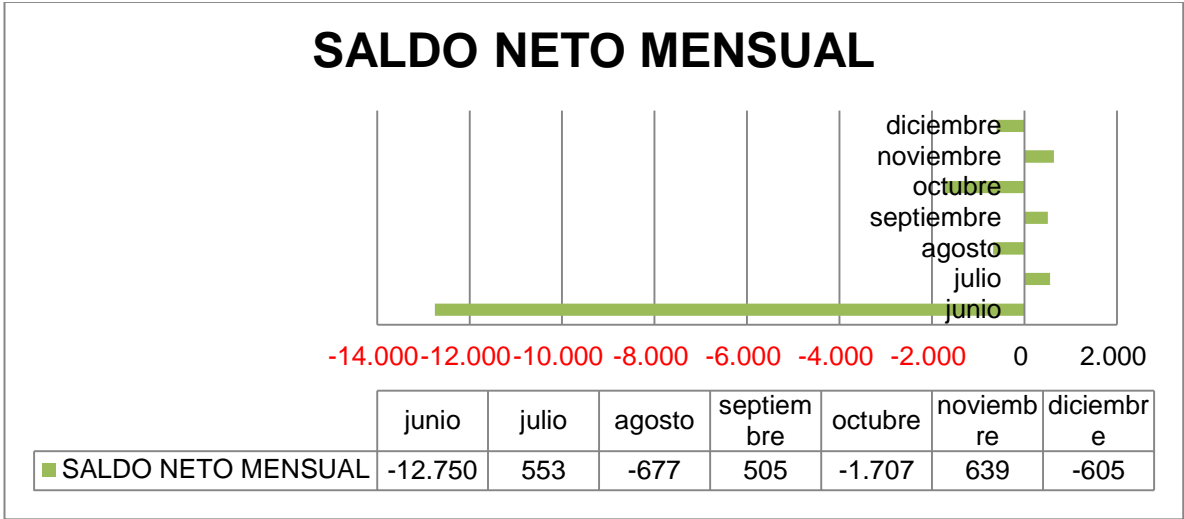 SALDO NETO MENSUAL
diciembre
noviembre
octubre
septiembre
agosto
julio
junio
-14.000 -12.000 -10.000 -8.000 -6.000 -4.000 -2.000 0 2.000
junio julio agosto septiem
bre octubre noviemb
re diciembr
e
SALDO NETO MENSUAL -12.750 553 -677 505 -1.707 639 -605